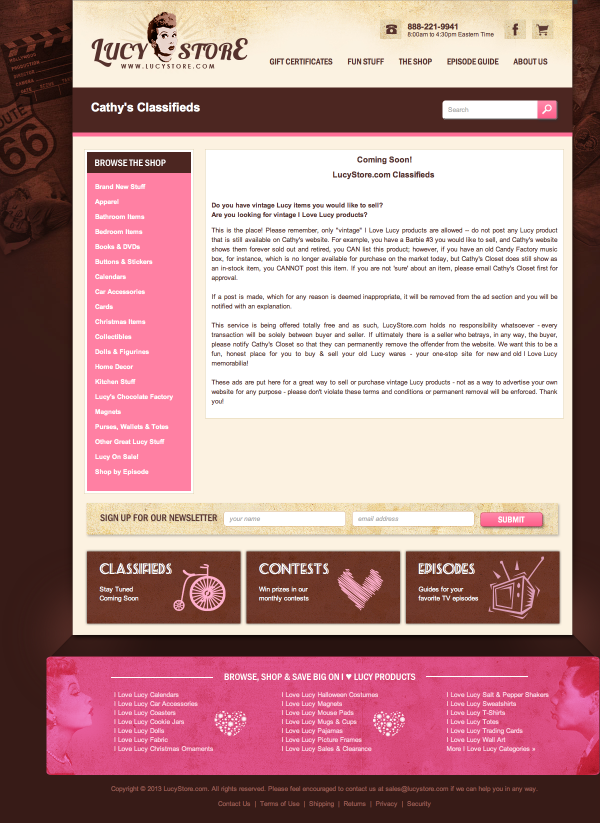 LUCY STORE
WWW.LUCYSTORE.COM
888-221-9941
8:00am to 4:30pm Eastern Time
GIFT CERTIFICATES FUN STUFF THE SHOP EPISODE GUIDE ABOUT US
Cathy's Classifieds
Search
ROUTE
66
BROWSE THE SHOP
Brand New Stuff
Apparel
Bathroom Items
Bedroom Items
Books & DVDs
Buttons & Stickers
Calendars
Car Accessories
Cards
Christmas Items
Collectibles
Dolls & Figurines
Home Decor
Kitchen Stuff
Lucy's Chocolate Factory
Magnets
Purses, Wallets & Totes
Other Great Lucy Stuff
Lucy On Sale!
Shop by Episode
Coming Soon!
LucyStore.com Classifieds
Do you have vintage Lucy items you would like to sell?
Are you looking for vintage I Love Lucy products?
This is the place! Please remember, only "vintage" I Love Lucy products are allowed – do not post any Lucy product
that is still available on Cathy's website. For example, you have a Barbie #3 you would like to sell, and Cathy's website
shows them forever sold out and retired, you CAN list this product; however, if you have an old Candy Factory music
box, for instance, which is no longer available for purchase on the market today, but Cathy's Closet does still show as
an in-stock item, you CANNOT post this item. If you are not 'sure' about an item, please email Cathy's Closet first for
approval.
If a post is made, which for any reason is deemed inappropriate, it will be removed from the ad section and you will be
notified with an explanation.
This service is being offered totally free and as such, LucyStore.com holds no responsibility whatsoever - every
transaction will be solely between buyer and seller. If ultimately there is a seller who betrays, in any way, the buyer,
please notify Cathy's Closet so that they can permanently remove the offender from the website. We want this to be a
fun, honest place for you to buy & sell your old Lucy wares - your one-stop site for new and old I Love Lucy
memorabilia!
These ads are put here for a great way to sell or purchase vintage Lucy products - not as a way to advertise your own
website for any purpose - please don't violate these terms and conditions or permanent removal will be enforced. Thank
you!
SIGN UP FOR OUR NEWSLETTER your name email address SUBMIT
CLASSIFIEDS
Stay Tuned
Coming Soon
CONTESTS
Win prizes in our
monthly contests
EPISODES
Guides for your
favorite TV episodes
BROWSE, SHOP & SAVE BIG ON I ♥ LUCY PRODUCTS
I Love Lucy Calendars
I Love Lucy Car Accessories
I Love Lucy Coasters
I Love Lucy Cookie Jars
I Love Lucy Dolls
I Love Lucy Fabric
I Love Lucy Christmas Ornaments
I Love Lucy Halloween Costumes
I Love Lucy Magnets
I Love Lucy Mouse Pads
I Love Lucy Mugs & Cups
I Love Lucy Pajamas
I Love Lucy Picture Frames
I Love Lucy Sales & Clearance
I Love Lucy Salt & Pepper Shakers
I Love Lucy Sweatshirts
I Love Lucy T-Shirts
I Love Lucy Totes
I Love Lucy Trading Cards
I Love Lucy Wall Art
More I Love Lucy Categories »
Copyright © 2013 LucyStore.com. All rights reserved. Please feel encouraged to contact us at sales@lucystore.com if we can help you in any way.
Contact Us | Terms of Use | Shipping | Returns | Privacy | Security